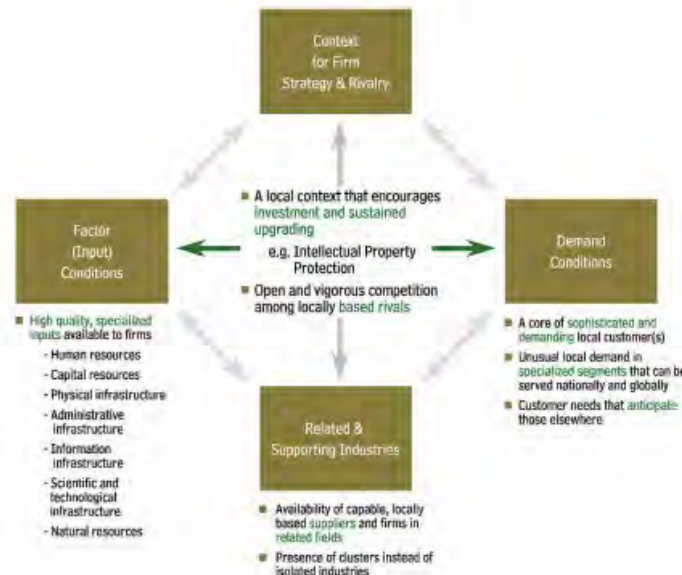 Context
for Firm
Strategy & Rivalry
■ A local context that encourages
investment and sustained
upgrading
e.g. Intellectual Property
Protection
■ Open and vigorous competition
among locally based rivals
Factor
(Input)
Conditions
■ High quality, specialized
inputs available to firms
- Human resources
- Capital resources
- Physical infrastructure
- Administrative
infrastructure
- Information
infrastructure
- Scientific and
technological
infrastructure
- Natural resources
Demand
Conditions
■ A core of sophisticated and
demanding local customer(s)
■ Unusual local demand in
specialized segments that can be
served nationally and globally
■ Customer needs that anticipate
those elsewhere
Related &
Supporting Industries
■ Availability of capable, locally
based suppliers and firms in
related fields
■ Presence of clusters instead of
isolated industries